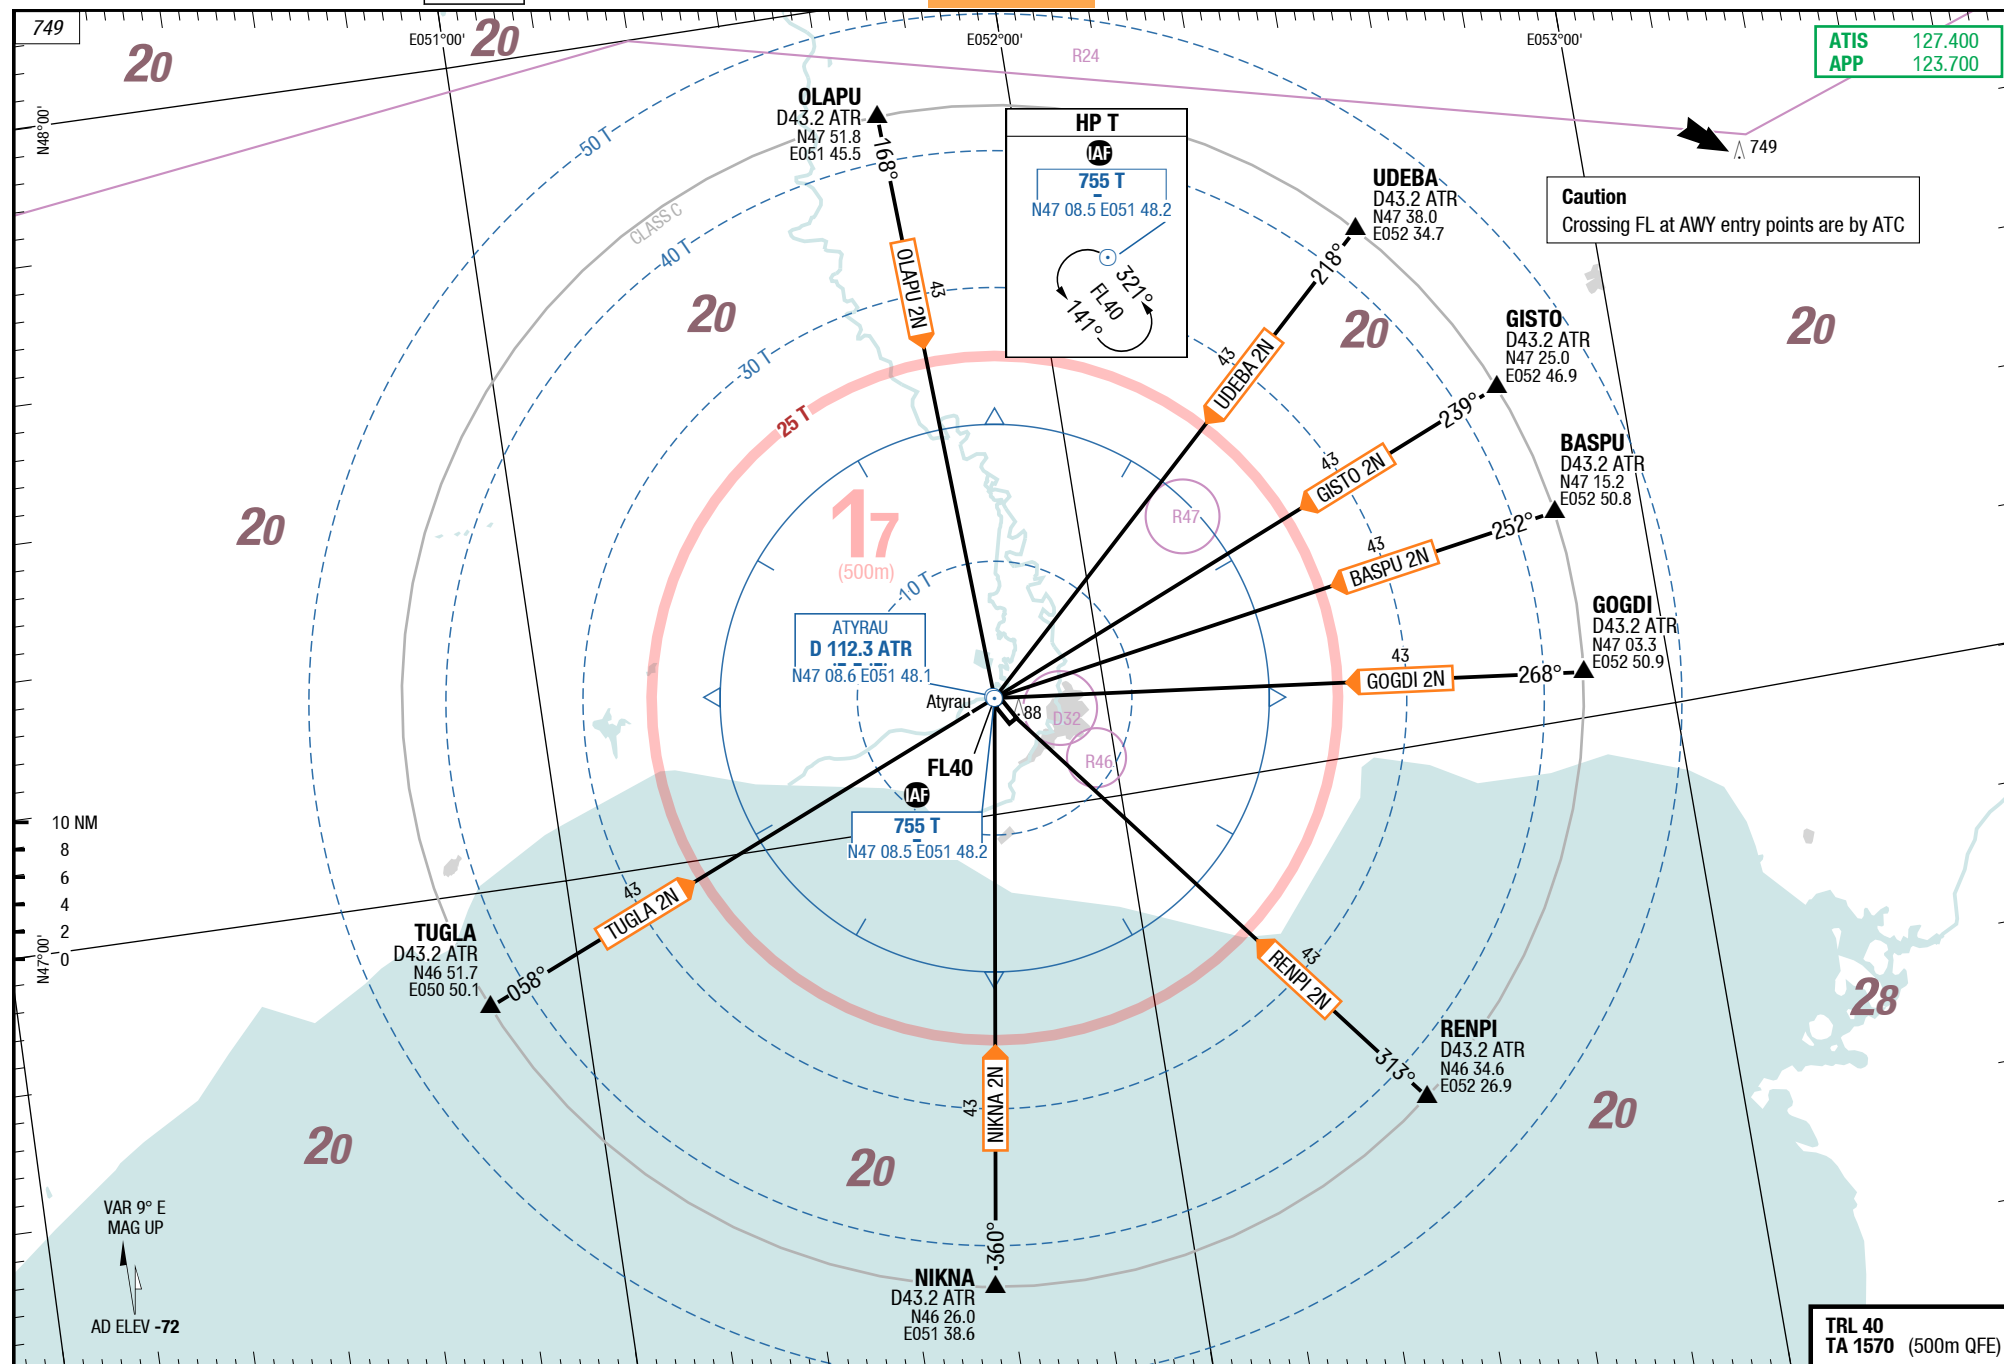 749
E051°00'
E052°00'
E053°00'
ATIS 127.400
APP 123.700
20
20
R24
N48°00'
50 T
OLAPU
D43.2 ATR
N47 51.8
E051 45.5
168°
HP T
IAF
755 T
N47 08.5 E051 48.2
321°
FL40
141°
749
Caution
Crossing FL at AWY entry points are by ATC
UDEBA
D43.2 ATR
N47 38.0
E052 34.7
218°
CLASS C
40 T
OLAPU 2N
43
20
20
20
30 T
43
UDEBA 2N
GISTO
D43.2 ATR
N47 25.0
E052 46.9
239°
25 T
43
GISTO 2N
BASPU
D43.2 ATR
N47 15.2
E052 50.8
252°
20
17
(500m)
R47
43
BASPU 2N
10 T
ATYRAU
D 112.3 ATR
N47 08.6 E051 48.1
GOGDI
D43.2 ATR
N47 03.3
E052 50.9
268°
43
GOGDI 2N
Atyrau
88
D32
R46
FL40
IAF
755 T
N47 08.5 E051 48.2
10 NM
8
6
4
2
0
N47°00'
43
TUGLA 2N
TUGLA
D43.2 ATR
N46 51.7
E050 50.1
058°
43
RENPI 2N
28
RENPI
D43.2 ATR
N46 34.6
E052 26.9
313°
43
NIKNA 2N
20
20
20
360°
NIKNA
D43.2 ATR
N46 26.0
E051 38.6
VAR 9° E
MAG UP
AD ELEV -72
TRL 40
TA 1570 (500m QFE)